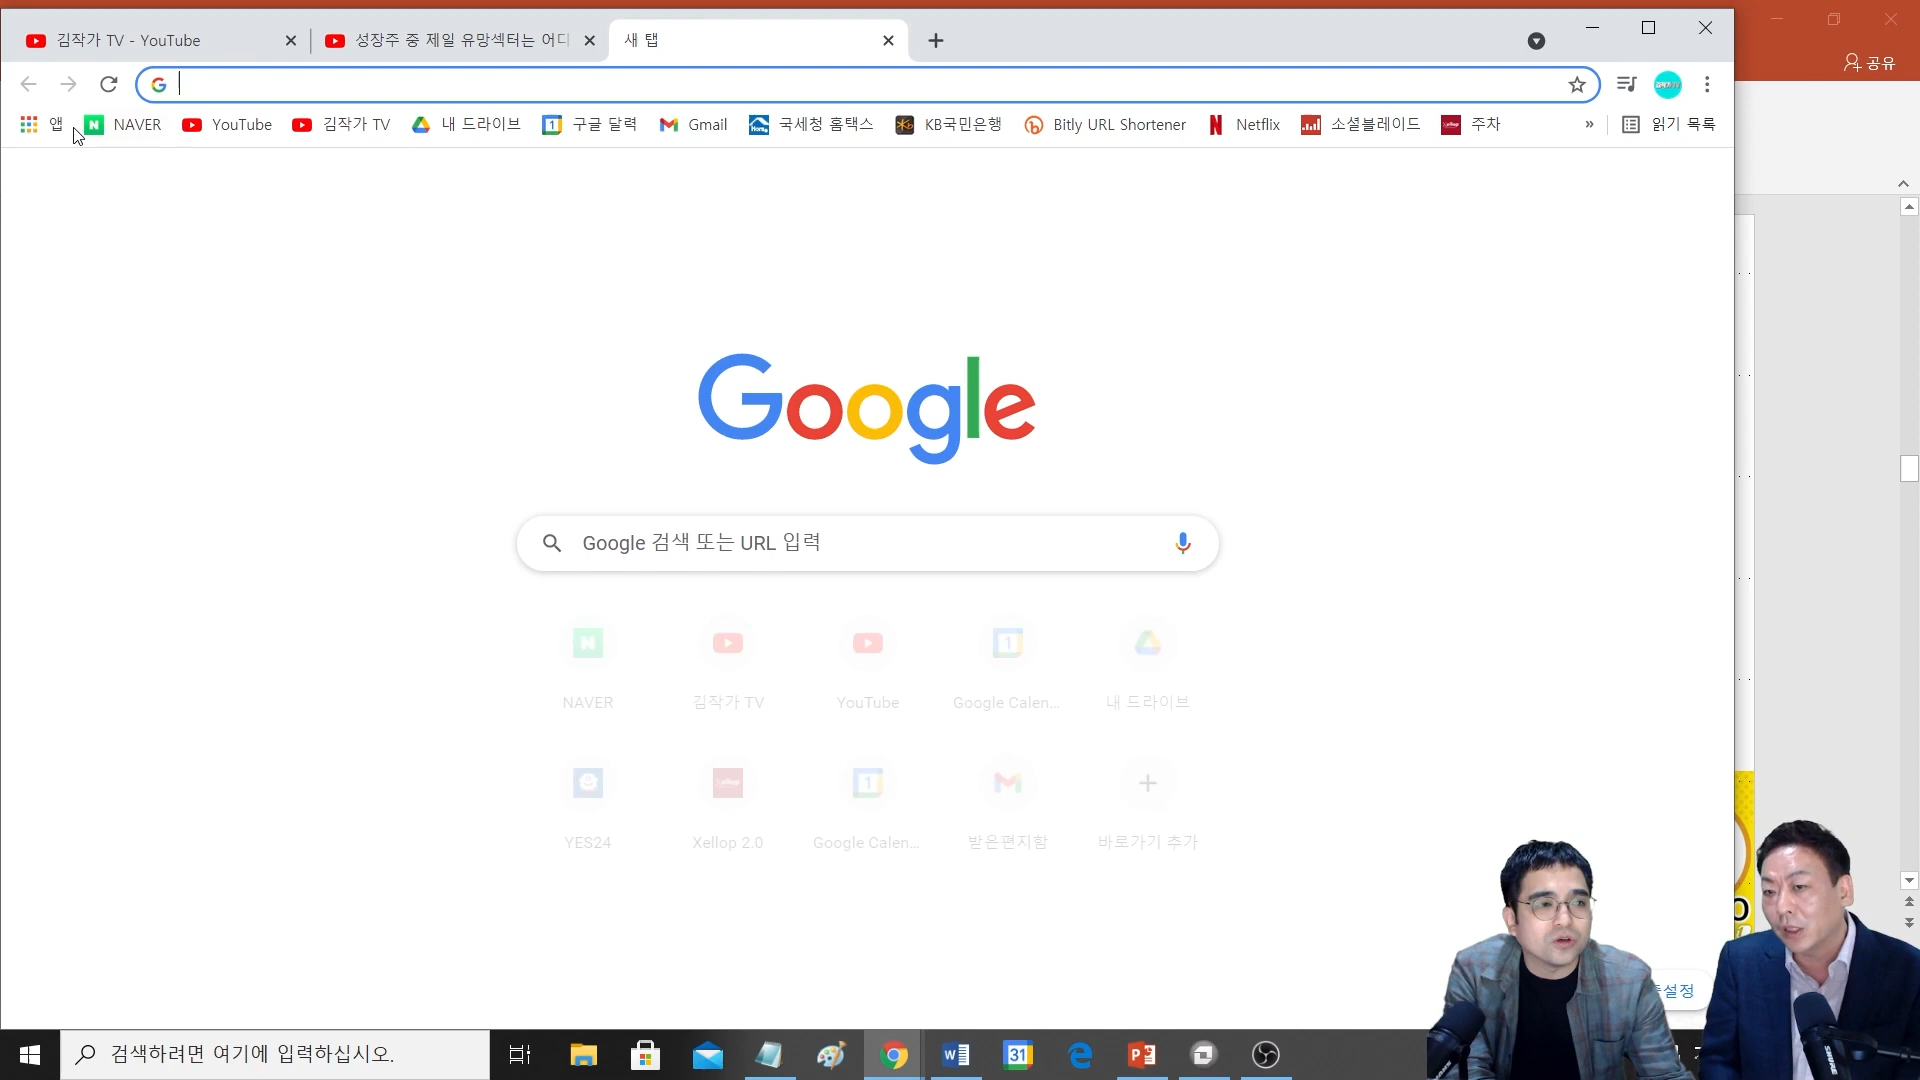 김작가 TV - YouTube
성장주 중 제일 유망섹터는 어디
새 탭
공유
앱
NAVER
YouTube
김작가 TV
내 드라이브
구글 달력
Gmail
국세청 홈택스
KB국민은행
Bitly URL Shortener
Netflix
소셜블레이드
주차
»
읽기 목록
Google
Google 검색 또는 URL 입력
NAVER
김작가 TV
YouTube
Google Calen...
내 드라이브
YES24
Xellop 2.0
Google Calen...
받은편지함
바로가기 추가
설정
검색하려면 여기에 입력하십시오.
31
SHURE